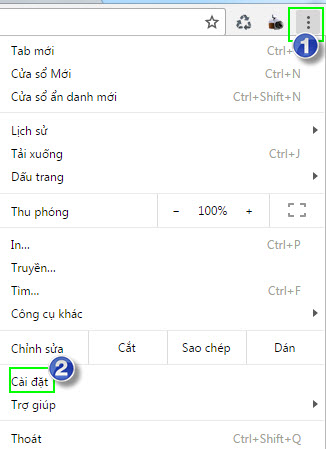 1
Tab mới Ctrl+
Cửa sổ Mới Ctrl+N
Cửa sổ ẩn danh mới Ctrl+Shift+N
Lịch sử
Tải xuống Ctrl+J
Dấu trang
Thu phóng − 100% +
In... Ctrl+P
Truyền...
Tìm... Ctrl+F
Công cụ khác
Chỉnh sửa Cắt Sao chép Dán
2
Cài đặt
Trợ giúp
Thoát Ctrl+Shift+Q